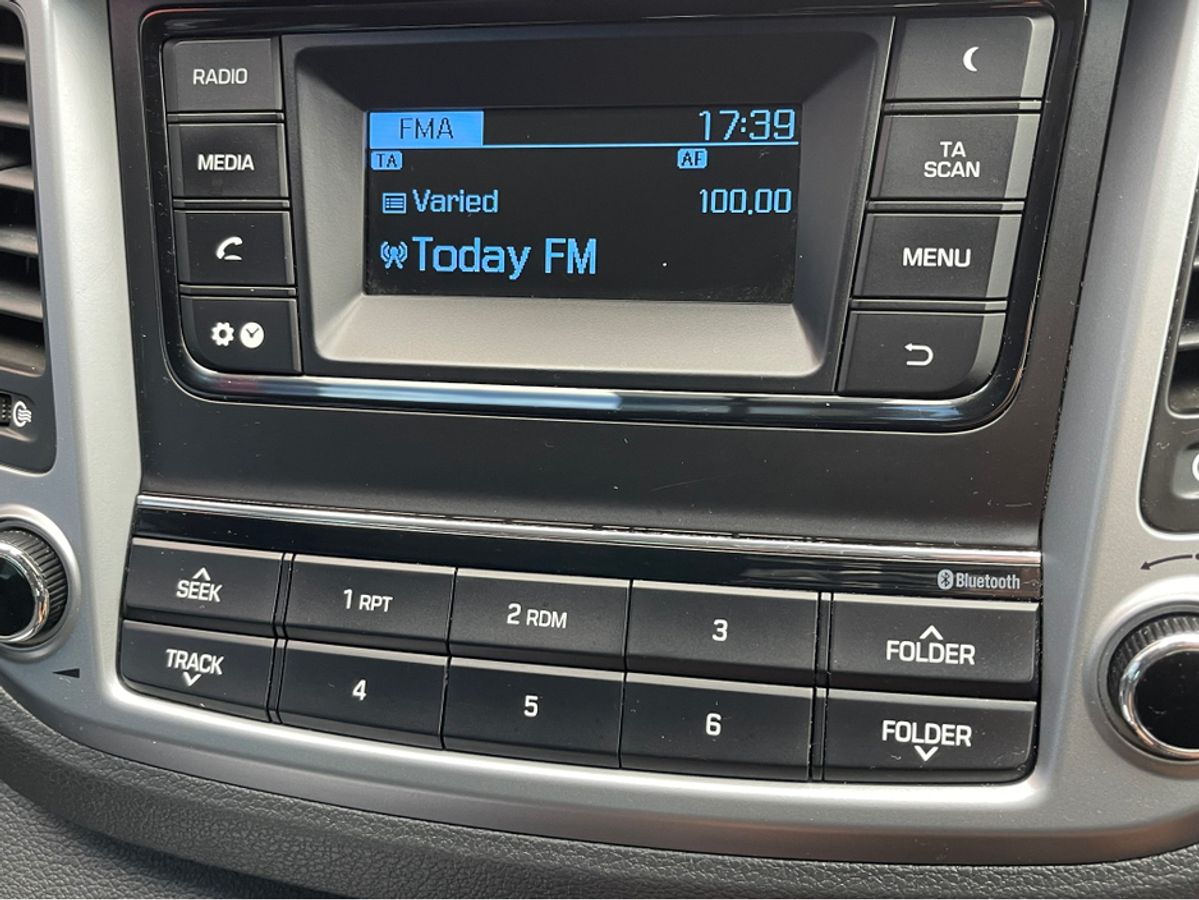 RADIO
MEDIA
FMA 17:39
TA AF
Varied 100.00
Today FM
TA
SCAN
MENU
Bluetooth
SEEK
TRACK
1 RPT
2 RDM
3
4
5
6
FOLDER
FOLDER